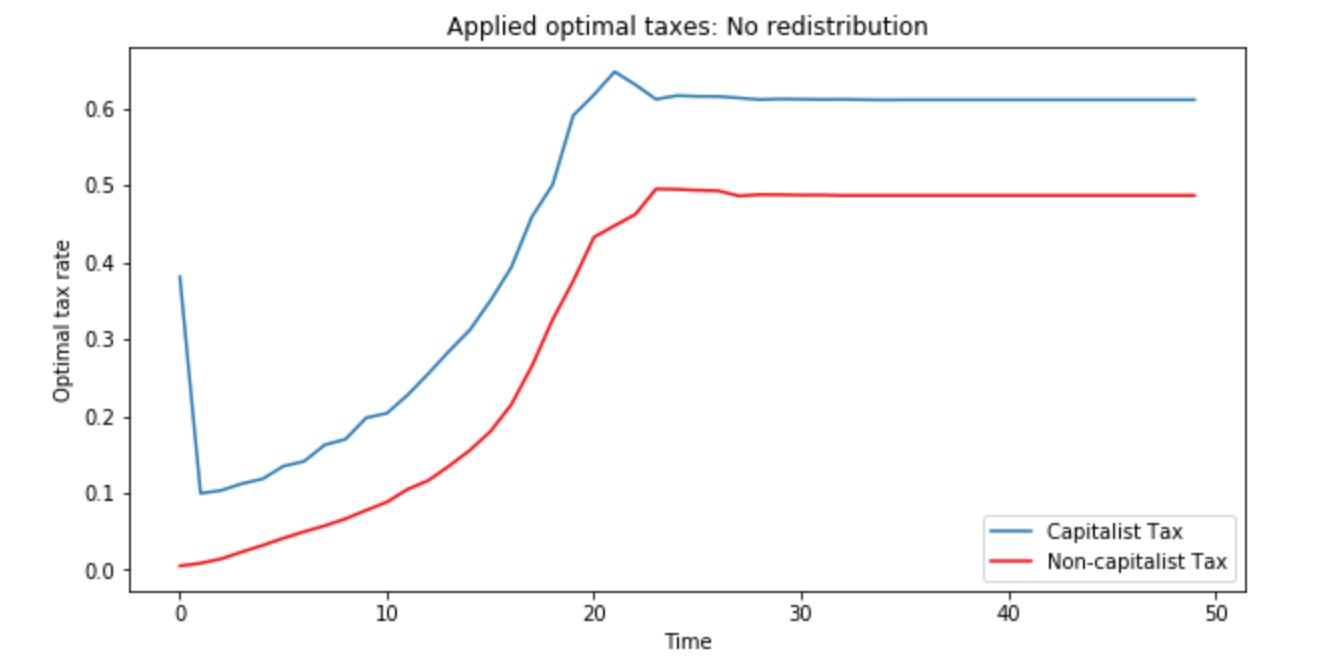 Applied optimal taxes: No redistribution
Optimal tax rate
0.6
0.5
0.4
0.3
0.2
0.1
0.0
Capitalist Tax
Non-capitalist Tax
0 10 20 30 40 50
Time